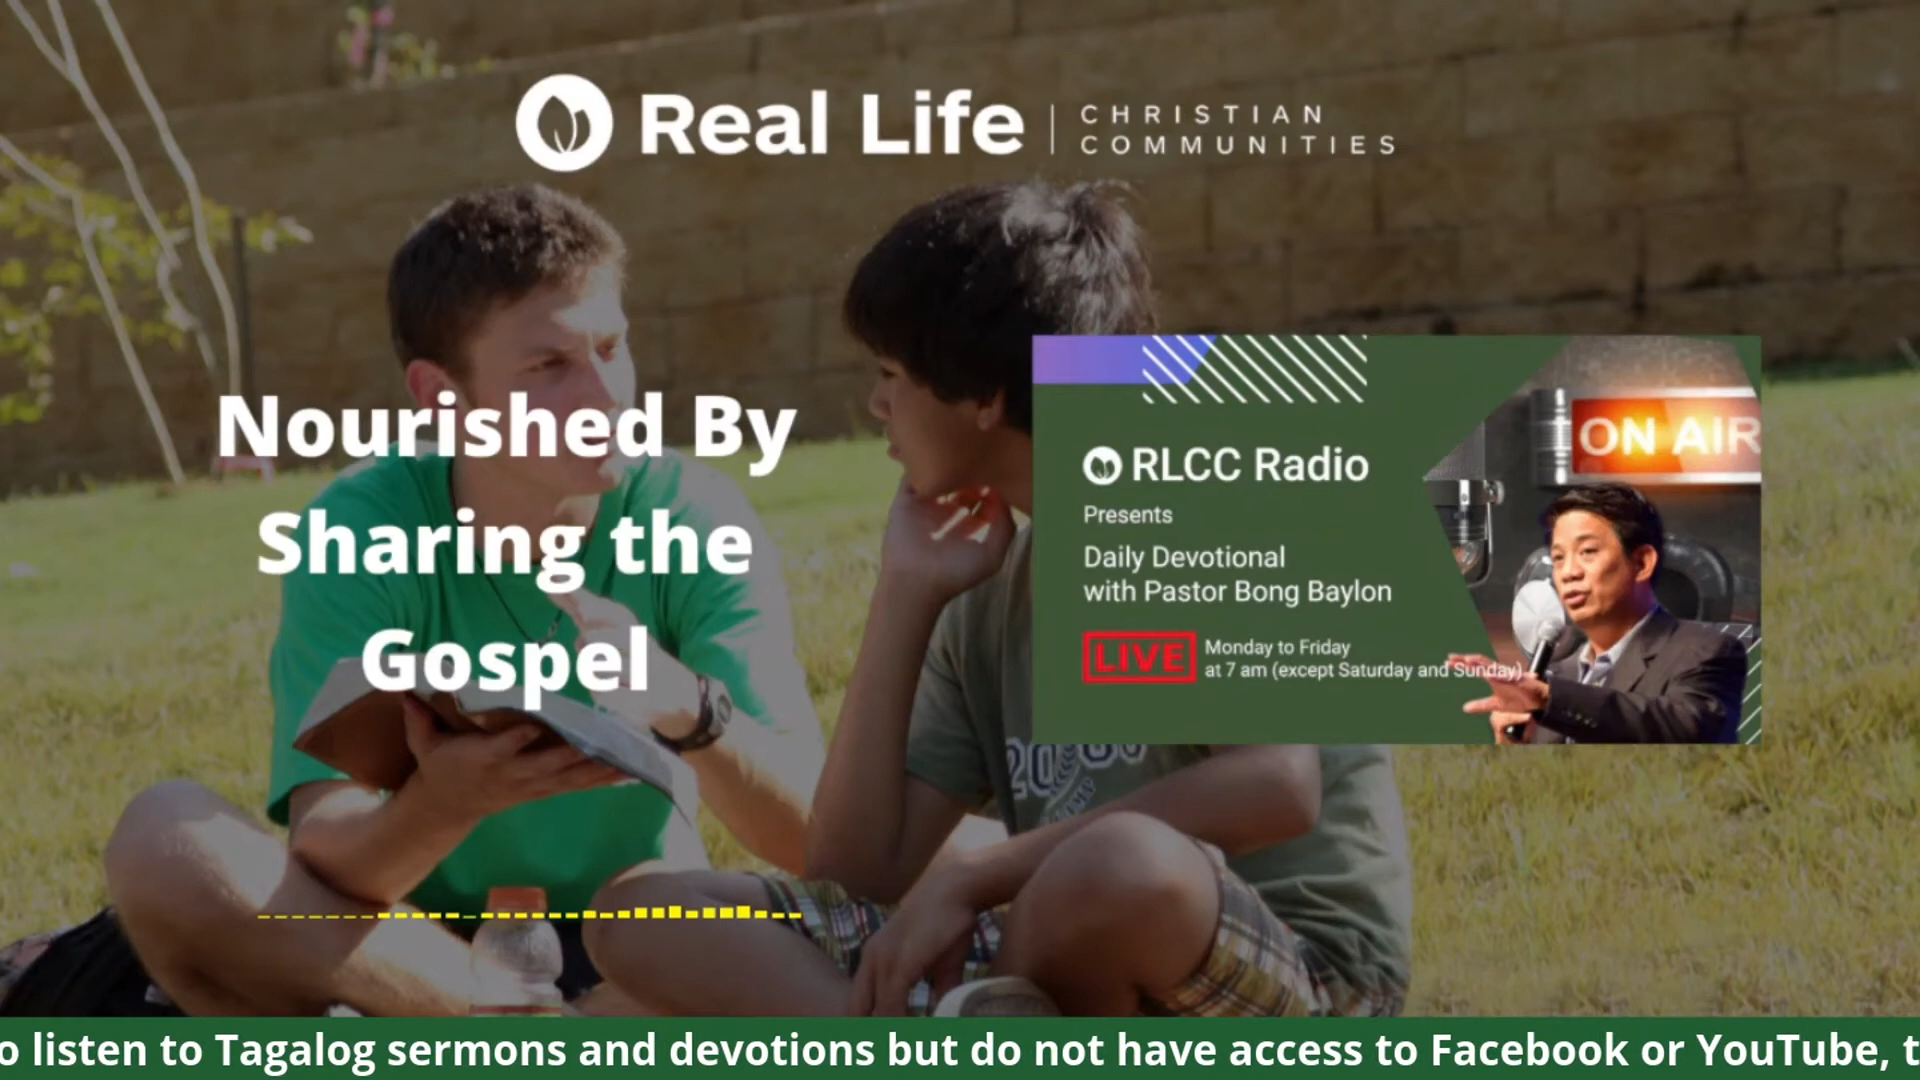 Real Life
CHRISTIAN
COMMUNITIES
Nourished By
Sharing the
Gospel
ON AIR
RLCC Radio
Presents
Daily Devotional
with Pastor Bong Baylon
LIVE
Monday to Friday
at 7 am (except Saturday and Sunday)
listen to Tagalog sermons and devotions but do not have access to Facebook or YouTube,